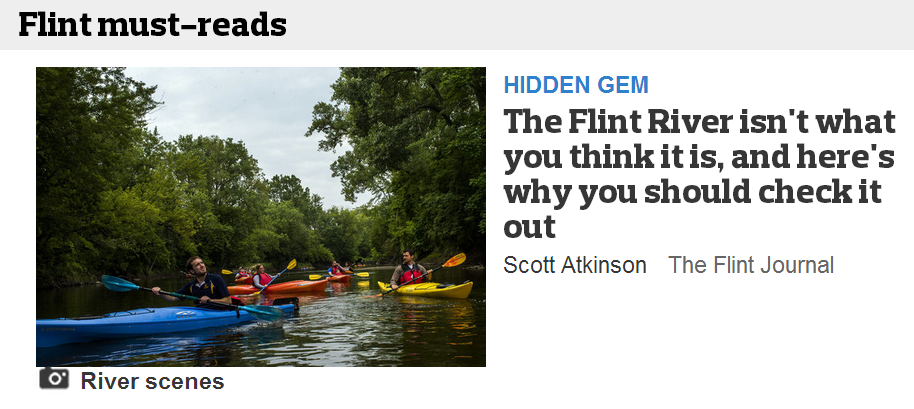 Flint must-reads
HIDDEN GEM
The Flint River isn't what
you think it is, and here's
why you should check it
out
Scott Atkinson The Flint Journal
River scenes